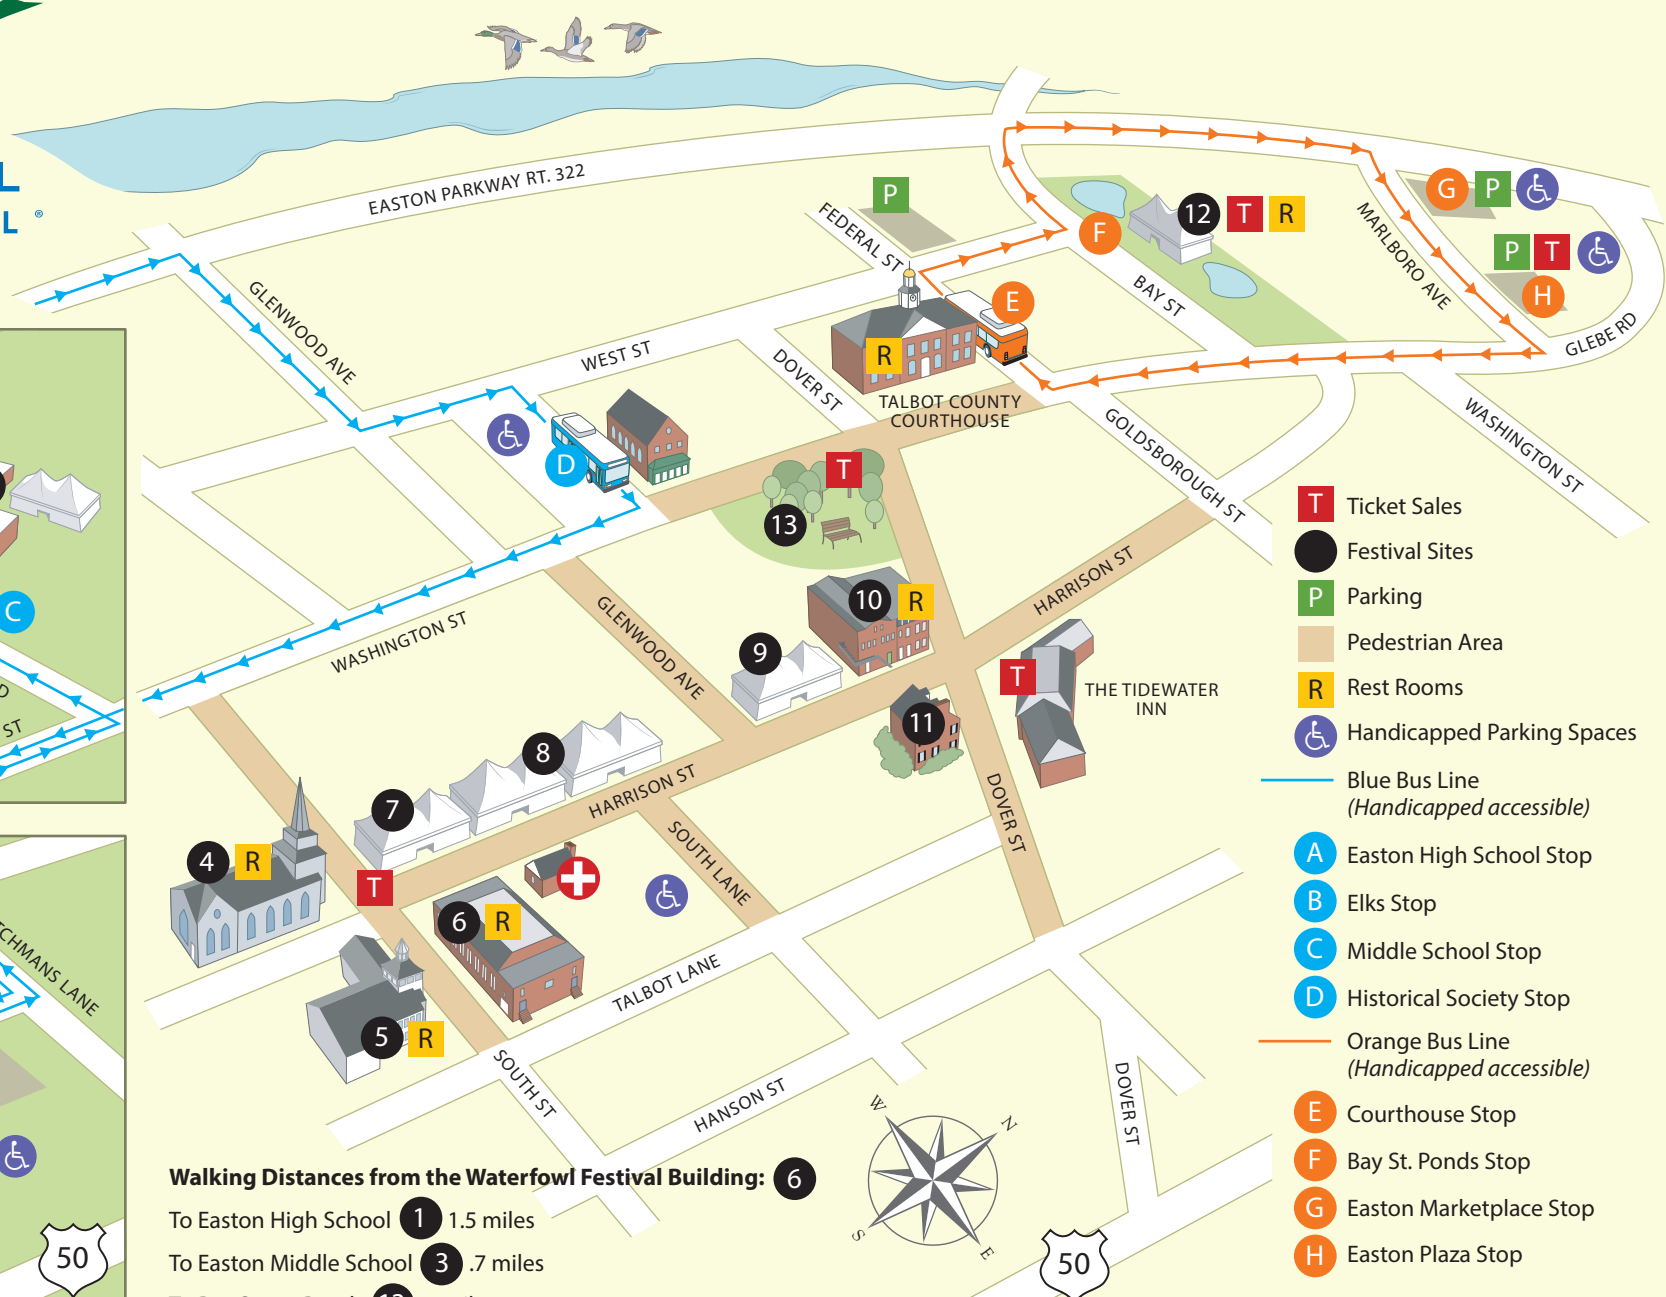 L
L ®
EASTON PARKWAY RT. 322
P
FEDERAL ST
G P
12 T R
F
MARLBORO AVE
P T
H
BAY ST
E
GLEBE RD
GLENWOOD AVE
WEST ST
DOVER ST
R
TALBOT COUNTY
COURTHOUSE
GOLDSBOROUGH ST
WASHINGTON ST
D
T
13
HARRISON ST
10 R
9
GLENWOOD AVE
WASHINGTON ST
T
THE TIDEWATER
INN
11
8
7
HARRISON ST
DOVER ST
SOUTH LANE
4 R
T
6 R
5 R
TALBOT LANE
SOUTH ST
HANSON ST
DOVER ST
W
N
S
E
50
C
D
ST
CHMANS LANE
50
T Ticket Sales
Festival Sites
P Parking
Pedestrian Area
R Rest Rooms
Handicapped Parking Spaces
Blue Bus Line
(Handicapped accessible)
A Easton High School Stop
B Elks Stop
C Middle School Stop
D Historical Society Stop
Orange Bus Line
(Handicapped accessible)
E Courthouse Stop
F Bay St. Ponds Stop
G Easton Marketplace Stop
H Easton Plaza Stop
Walking Distances from the Waterfowl Festival Building: 6
To Easton High School 1 1.5 miles
To Easton Middle School 3 .7 miles